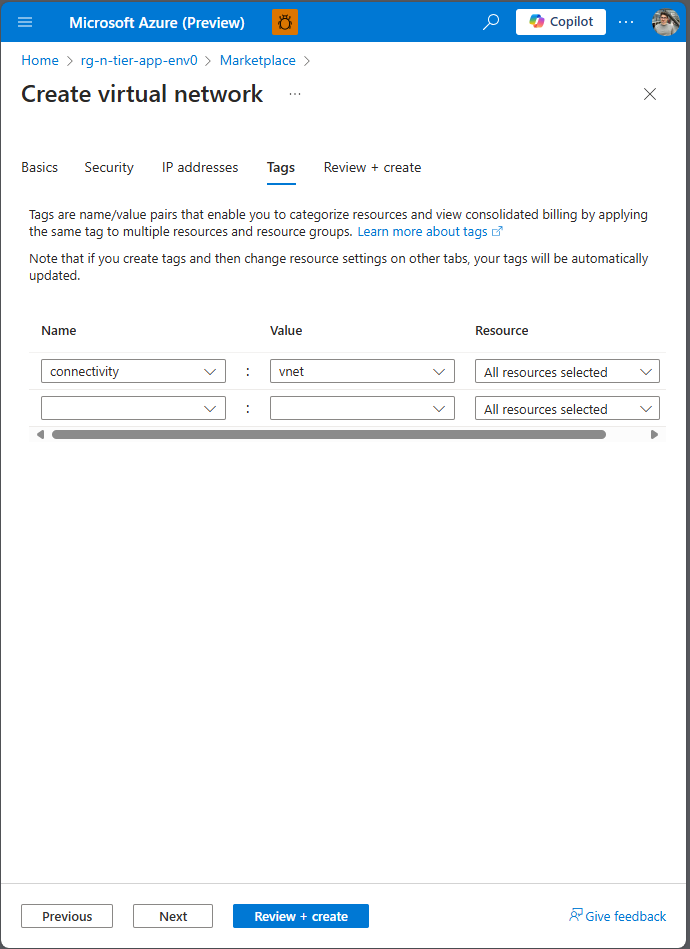 Microsoft Azure (Preview)
Copilot
Home > rg-n-tier-app-env0 > Marketplace >
Create virtual network ...
Basics
Security
IP addresses
Tags
Review + create
Tags are name/value pairs that enable you to categorize resources and view consolidated billing by applying
the same tag to multiple resources and resource groups. Learn more about tags
Note that if you create tags and then change resource settings on other tabs, your tags will be automatically
updated.
Name
Value
Resource
connectivity : vnet All resources selected
: All resources selected
Previous
Next
Review + create
Give feedback